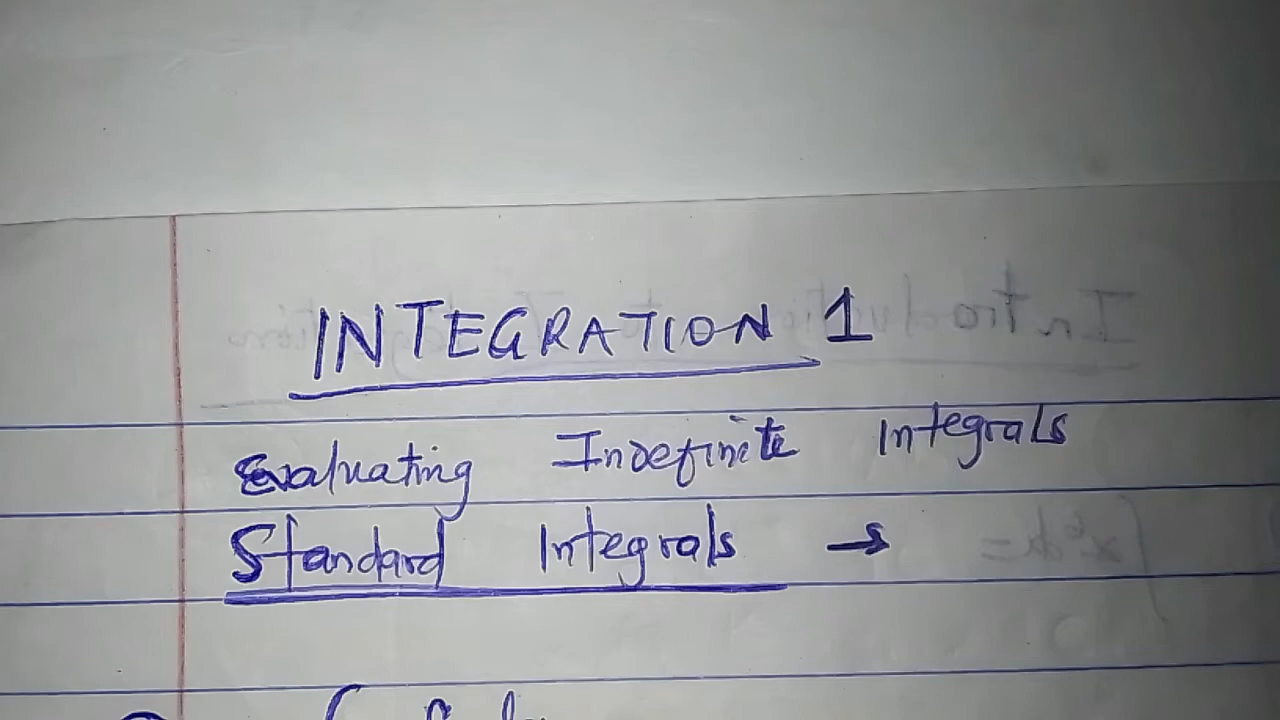 INTEGRATION 1
Evaluating Indefinite Integrals
Standard Integrals →